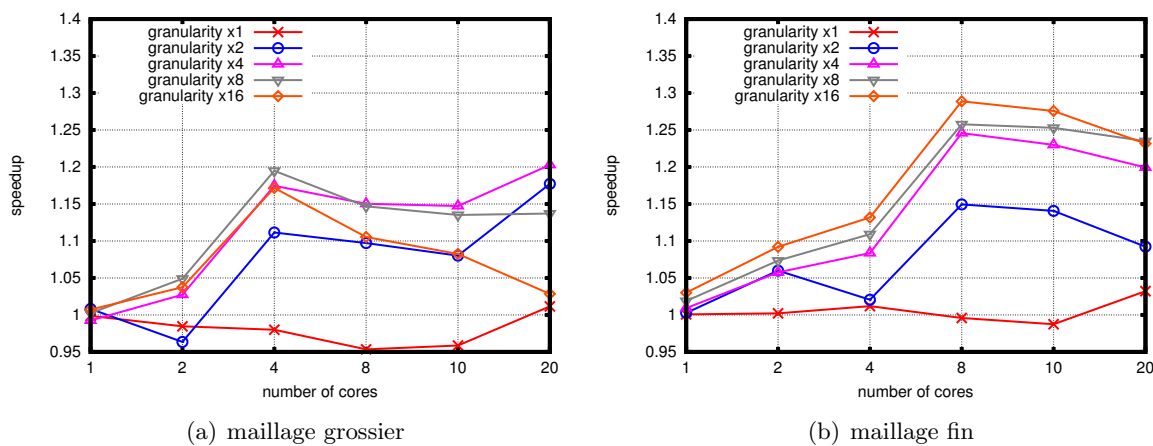 1.4
1.35
1.3
1.25
1.2
1.15
1.1
1.05
1
0.95
speedup
granularity x1
granularity x2
granularity x4
granularity x8
granularity x16
1 2 4 8 10 20
number of cores
(a) maillage grossier
1.4
1.35
1.3
1.25
1.2
1.15
1.1
1.05
1
0.95
speedup
granularity x1
granularity x2
granularity x4
granularity x8
granularity x16
1 2 4 8 10 20
number of cores
(b) maillage fin